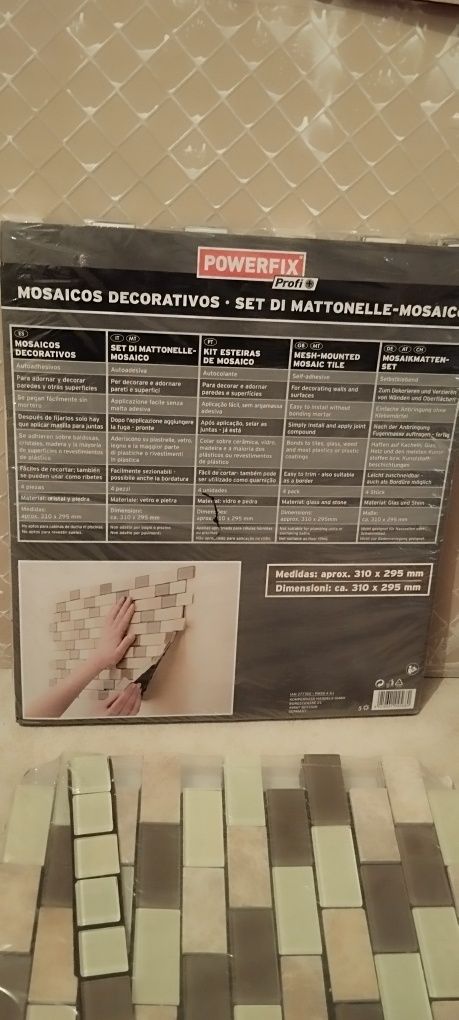 POWERFIX
Profi +
MOSAICOS DECORATIVOS · SET DI MATTONELLE-MOSAIC
ES
MOSAICOS
DECORATIVOS
Autoadhesivos
Para adornar y decorar
paredes y otras superficies
Se pegan fácilmente sin
mortero
Después de fijarlos solo hay
que aplicar masilla para juntas
Se adhieren sobre baldosas,
cristales, madera y la mayoría
de superficies o revestimientos
de plástico
Fáciles de recortar; también
se pueden usar como ribetes
4 piezas
Material: cristal y piedra
Medidas:
aprox. 310 x 295 mm
IT MT
SET DI MATTONELLE-
MOSAICO
Autoadesiva
Per decorare e adornare
pareti e superfici
Applicazione facile senza
malta adesiva
Dopo l'applicazione aggiungere
la fuga - pronte
Aderiscono su piastrelle, vetro,
legno e la maggior parte
di plastiche o rivestimenti
in plastica
Facilmente sezionabili -
possibile anche la bordatura
4 pezzi
Materiale: vetro e pietra
Dimensioni:
ca. 310 x 295 mm
PT
KIT ESTEIRAS
DE MOSAICO
Autocolante
Para decorar e adornar
paredes e superfícies
Aplicação fácil, sem argamassa
adesiva
Após aplicação, selar as
juntas - já está
Colar sobre cerâmica, vidro,
madeira e a maioria dos
plásticos ou revestimentos
de plástico
Fácil de cortar: também pode
ser utilizado como guarnição
4 unidades
Material: vidro e pedra
Dimensões:
aprox. 310 x 295 mm
GB MT
MESH-MOUNTED
MOSAIC TILE
Self-adhesive
For decorating walls and
surfaces
Easy to install without
bonding mortar
Simply install and apply joint
compound
Bonds to tiles, glass, wood
and most plastics or plastic
coatings
Easy to trim - also suitable
as a border
4 pack
Material: glass and stone
Dimensions:
approx. 310 x 295mm
DE AT CH
MOSAIKMATTEN-
SET
Selbstklebend
Zum Dekorieren und Verzieren
von Wänden und Oberflächen
Einfache Anbringung ohne
Klebemörtel
Nach der Anbringung
Fugenmasse auftragen - fertig
Haften auf Kacheln, Glas,
Holz und den meisten Kunst-
stoffen bzw. Kunststoff-
beschichtungen
Leicht zuschneidbar -
auch als Bordüre möglich
4 Stück
Material: Glas und Stein
Maße:
ca. 310 x 295 mm
Medidas: aprox. 310 x 295 mm
Dimensioni: ca. 310 x 295 mm
GERMANY